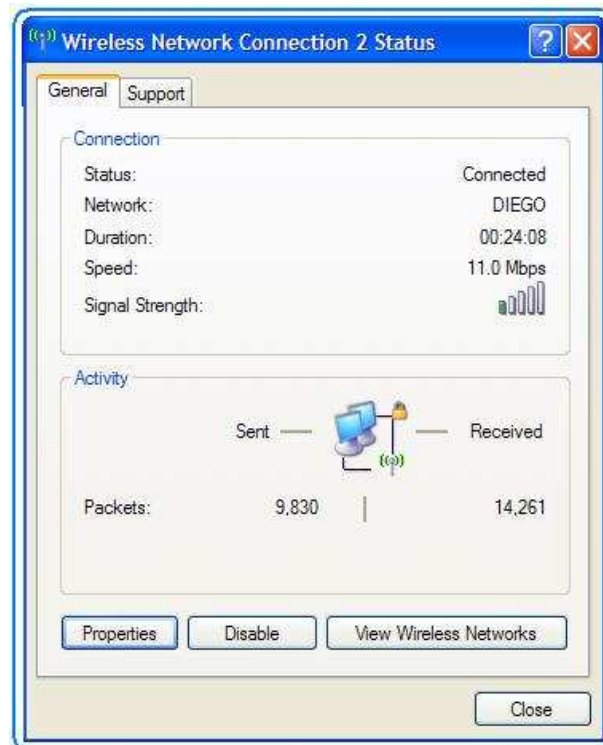 Wireless Network Connection 2 Status
General Support
Connection
Status: Connected
Network: DIEGO
Duration: 00:24:08
Speed: 11.0 Mbps
Signal Strength:
Activity
Sent Received
Packets: 9,830 14,261
Properties Disable View Wireless Networks
Close